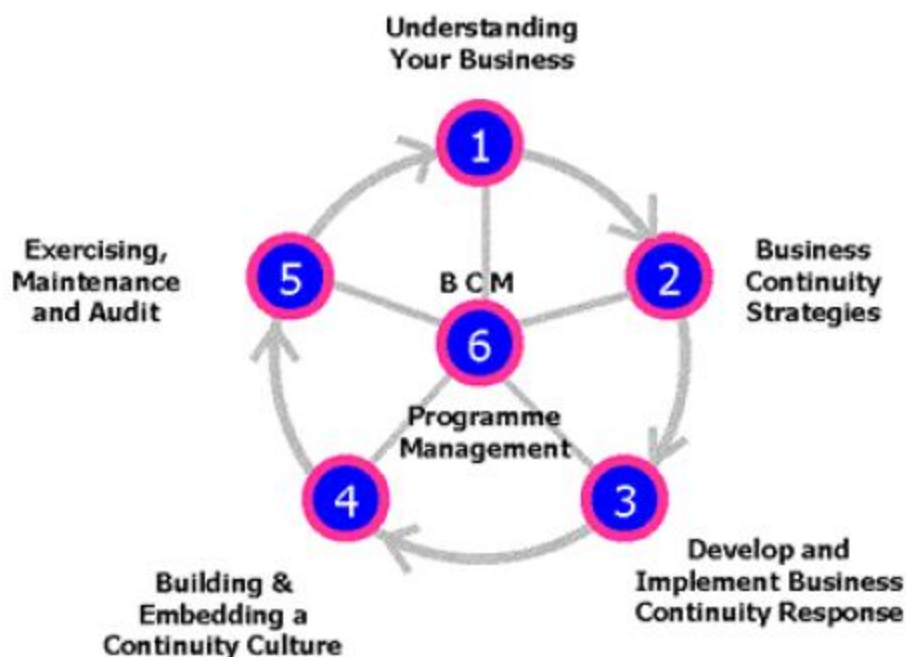 Understanding
Your Business
1
2
Business
Continuity
Strategies
3
Develop and
Implement Business
Continuity Response
4
Building &
Embedding a
Continuity Culture
5
Exercising,
Maintenance
and Audit
B C M
6
Programme
Management